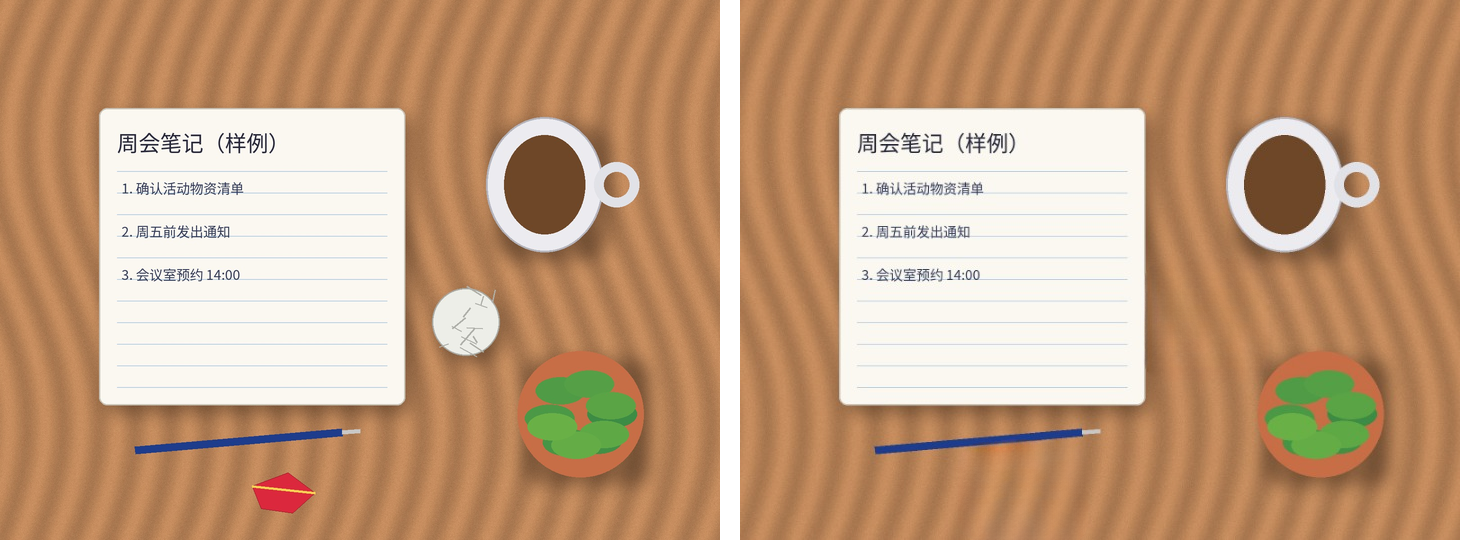 周会笔记（样例）
1. 确认活动物资清单
2. 周五前发出通知
3. 会议室预约 14:00
周会笔记（样例）
1. 确认活动物资清单
2. 周五前发出通知
3. 会议室预约 14:00